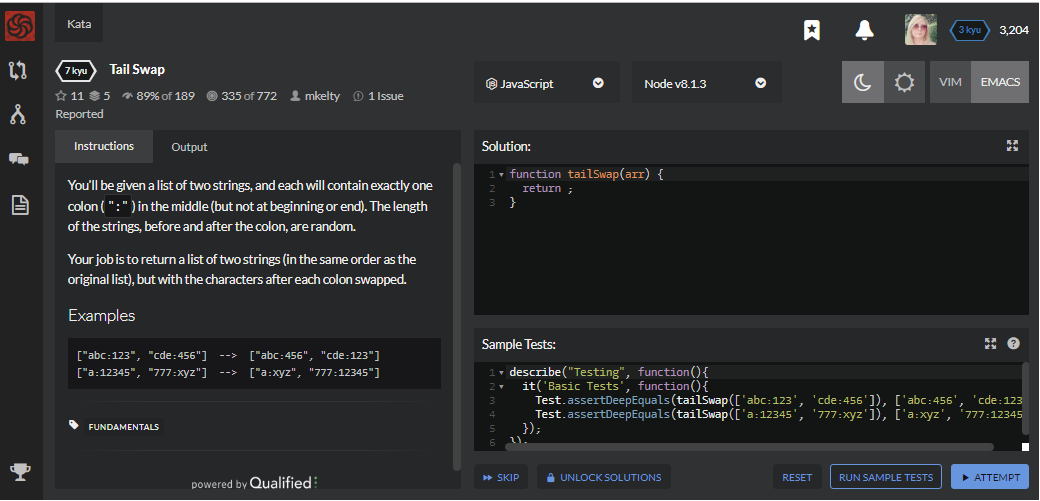 Kata
3 kyu 3,204
7 kyu Tail Swap
11 5 89% of 189 335 of 772 mkelty 1 Issue
Reported
JavaScript
Node v8.1.3
VIM EMACS
Instructions Output
You'll be given a list of two strings, and each will contain exactly one
colon (":") in the middle (but not at beginning or end). The length
of the strings, before and after the colon, are random.
Your job is to return a list of two strings (in the same order as the
original list), but with the characters after each colon swapped.
Examples
["abc:123", "cde:456"] --> ["abc:456", "cde:123"]
["a:12345", "777:xyz"] --> ["a:xyz", "777:12345"]
FUNDAMENTALS
powered by Qualified
Solution:
1 function tailSwap(arr) {
2 return ;
3 }
Sample Tests:
1 describe("Testing", function(){
2 it('Basic Tests', function(){
3 Test.assertDeepEquals(tailSwap(['abc:123', 'cde:456']), ['abc:456', 'cde:123
4 Test.assertDeepEquals(tailSwap(['a:12345', '777:xyz']), ['a:xyz', '777:12345
5 });
6 });
SKIP UNLOCK SOLUTIONS RESET RUN SAMPLE TESTS ATTEMPT